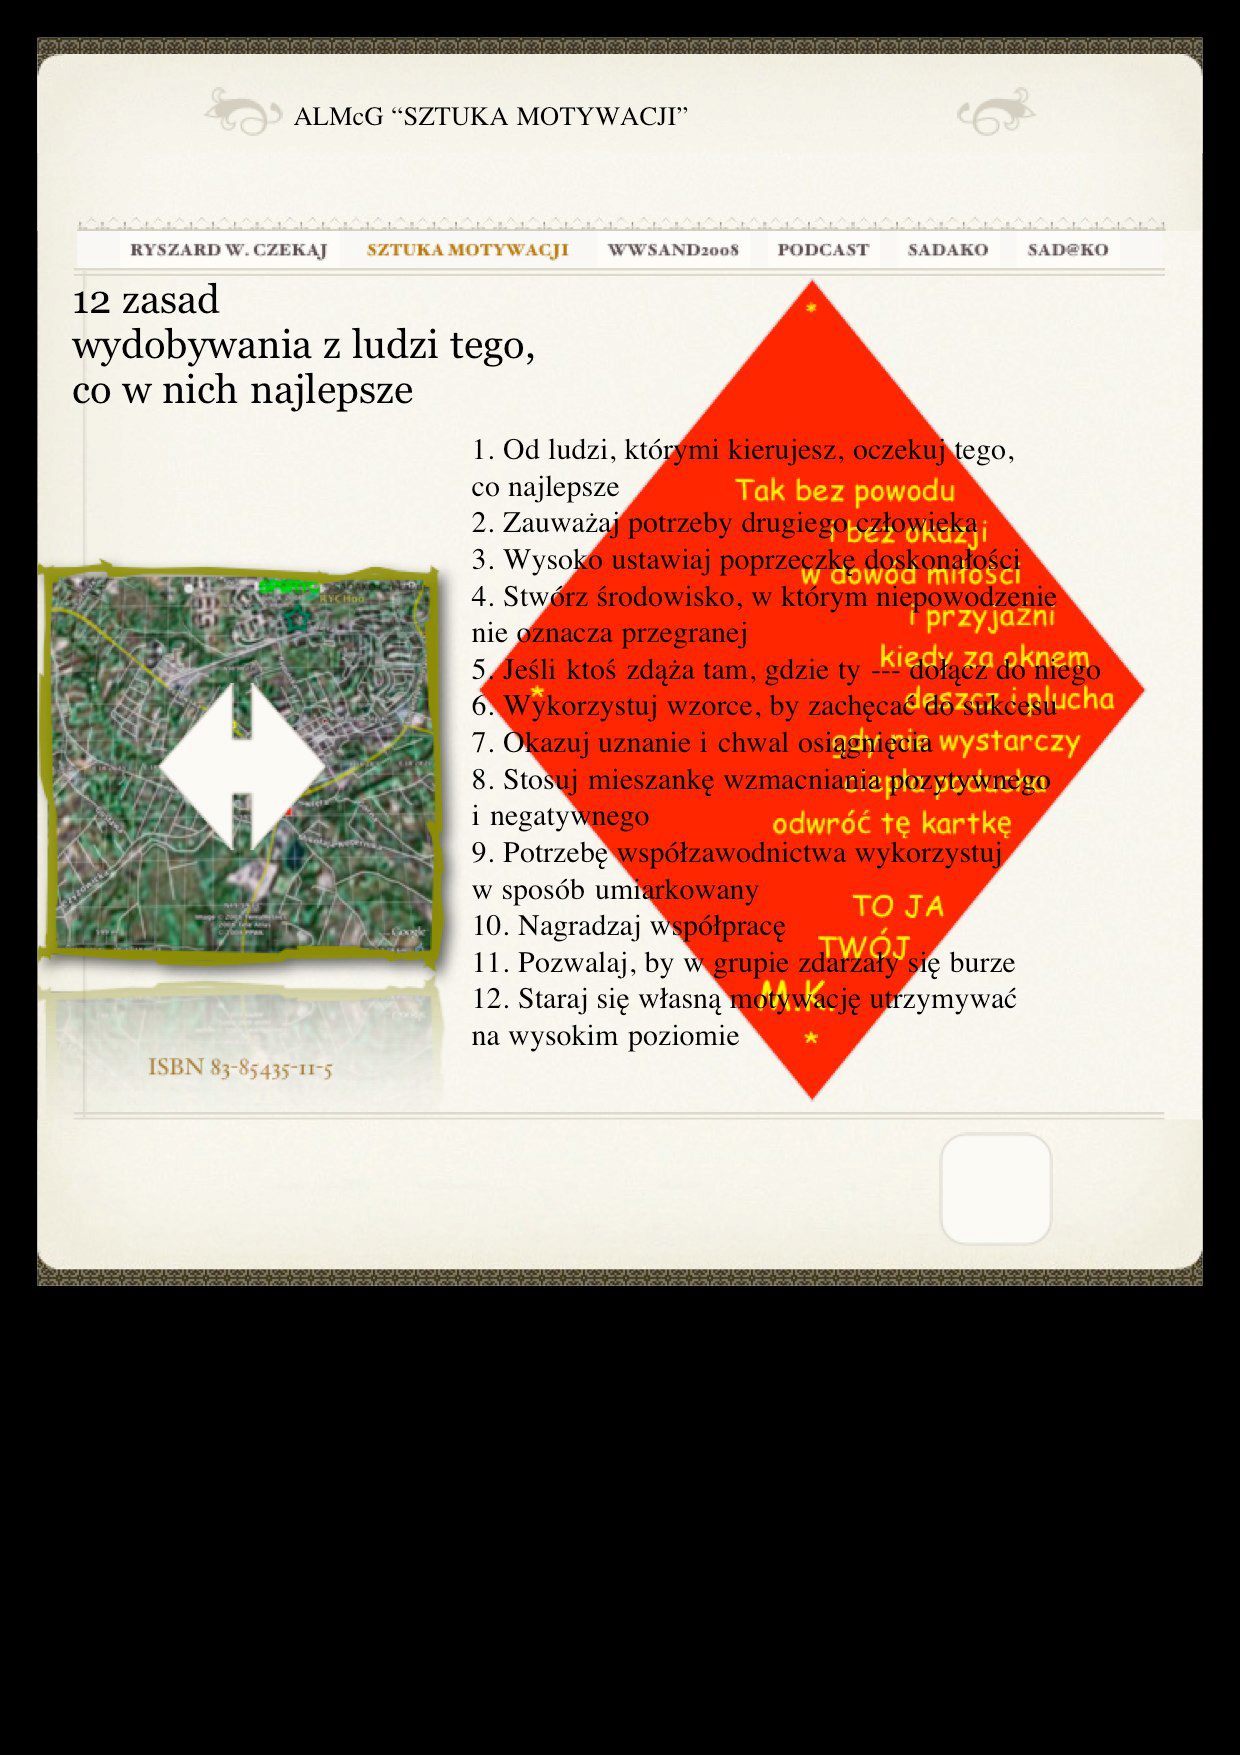 ALMcG “SZTUKA MOTYWACJI”
RYSZARD W. CZEKAJ SZTUKA MOTYWACJI WWSAND2008 PODCAST SADAKO SAD@KO
12 zasad
wydobywania z ludzi tego,
co w nich najlepsze
1. Od ludzi, którymi kierujesz, oczekuj tego,
co najlepsze
2. Zauważaj potrzeby drugiego człowieka
3. Wysoko ustawiaj poprzeczkę doskonałości
4. Stwórz środowisko, w którym niepowodzenie
nie oznacza przegranej
5. Jeśli ktoś zdąża tam, gdzie ty --- dołącz do niego
6. Wykorzystuj wzorce, by zachęcać do sukcesu
7. Okazuj uznanie i chwal osiągnięcia
8. Stosuj mieszankę wzmacniania pozytywnego
i negatywnego
9. Potrzebę współzawodnictwa wykorzystuj
w sposób umiarkowany
10. Nagradzaj współpracę
11. Pozwalaj, by w grupie zdarzały się burze
12. Staraj się własną motywację utrzymywać
na wysokim poziomie
*
Tak bez powodu
i bez okazji
w dowód miłości
i przyjaźni
kiedy za oknem
* deszcz i plucha
gdy nie wystarczy
odwróć tę kartkę
TO JA
TWÓJ
M.K.
*
ISBN 83-85435-11-5